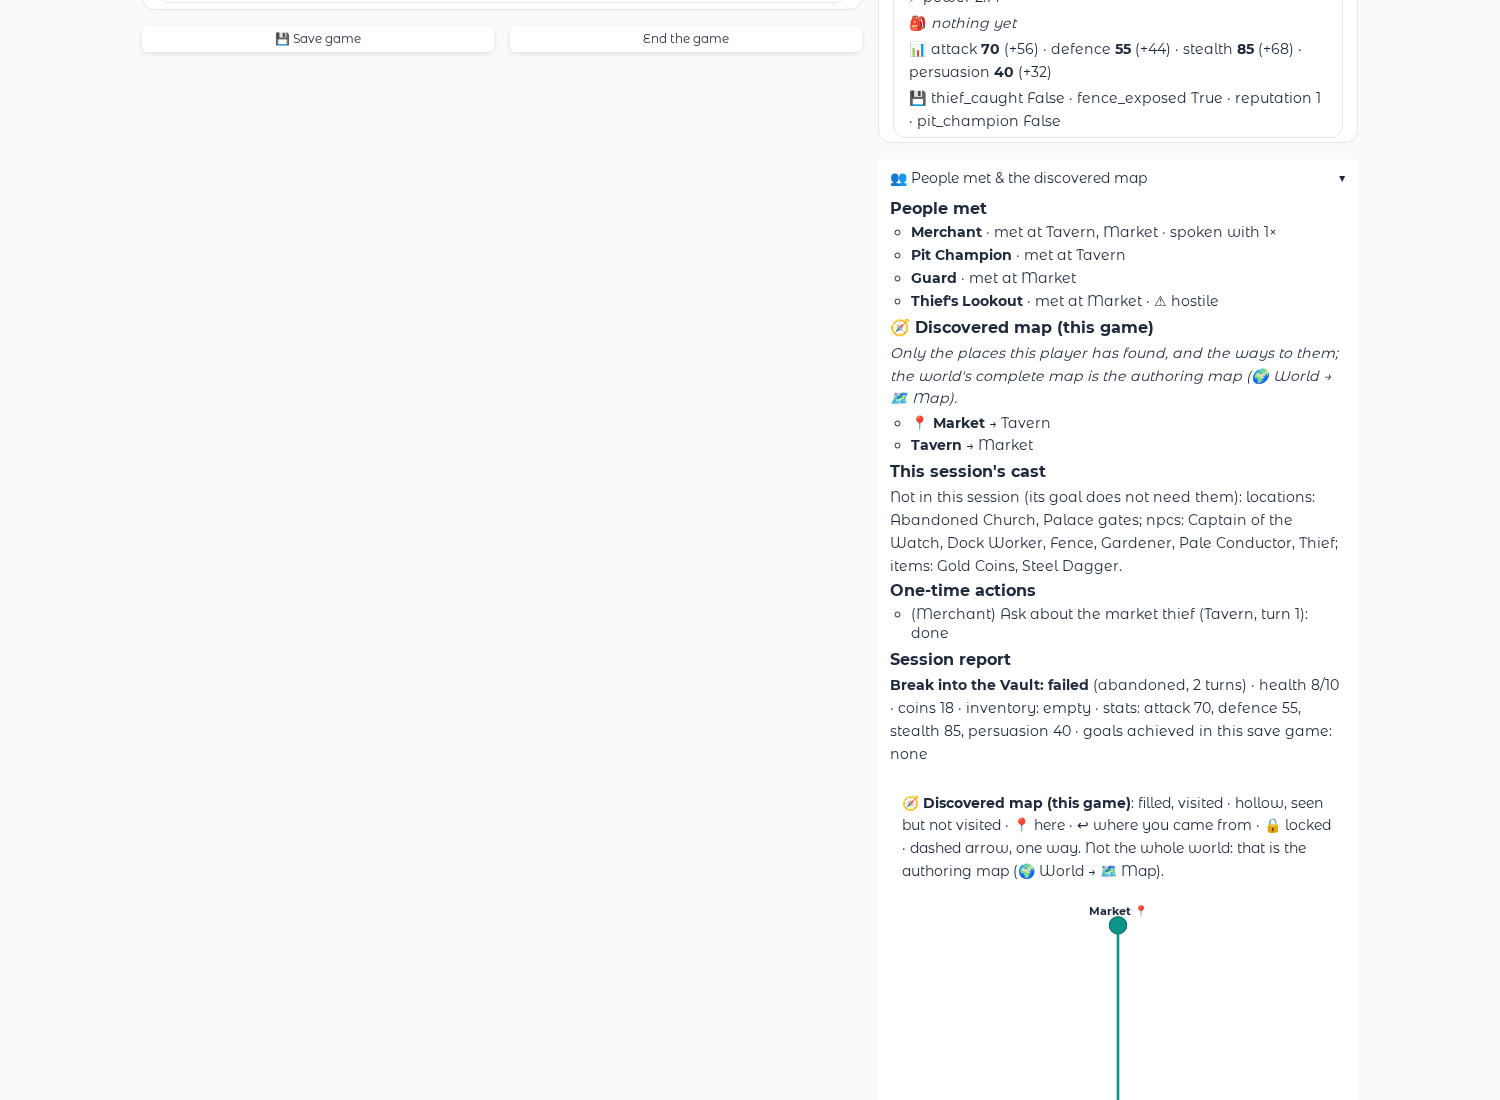 💾 Save game
End the game
🎒 nothing yet
📊 attack 70 (+56) · defence 55 (+44) · stealth 85 (+68) ·
persuasion 40 (+32)
💾 thief_caught False · fence_exposed True · reputation 1
· pit_champion False
👥 People met & the discovered map ▼
People met
Merchant · met at Tavern, Market · spoken with 1×
Pit Champion · met at Tavern
Guard · met at Market
Thief's Lookout · met at Market · ⚠ hostile
🧭 Discovered map (this game)
Only the places this player has found, and the ways to them;
the world's complete map is the authoring map (🌍 World →
🗺️ Map).
📍 Market → Tavern
Tavern → Market
This session's cast
Not in this session (its goal does not need them): locations:
Abandoned Church, Palace gates; npcs: Captain of the
Watch, Dock Worker, Fence, Gardener, Pale Conductor, Thief;
items: Gold Coins, Steel Dagger.
One-time actions
(Merchant) Ask about the market thief (Tavern, turn 1):
done
Session report
Break into the Vault: failed (abandoned, 2 turns) · health 8/10
· coins 18 · inventory: empty · stats: attack 70, defence 55,
stealth 85, persuasion 40 · goals achieved in this save game:
none
🧭 Discovered map (this game): filled, visited · hollow, seen
but not visited · 📍 here · ↩ where you came from · 🔒 locked
· dashed arrow, one way. Not the whole world: that is the
authoring map (🌍 World → 🗺️ Map).
Market 📍